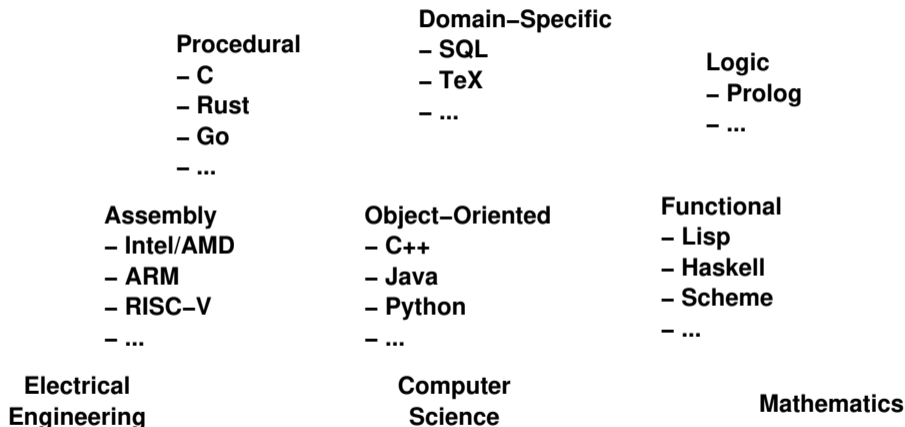 Domain–Specific
– SQL
– TeX
– ...
Procedural
– C
– Rust
– Go
– ...
Logic
– Prolog
– ...
Assembly
– Intel/AMD
– ARM
– RISC–V
– ...
Object–Oriented
– C++
– Java
– Python
– ...
Functional
– Lisp
– Haskell
– Scheme
– ...
Electrical
Engineering
Computer
Science
Mathematics